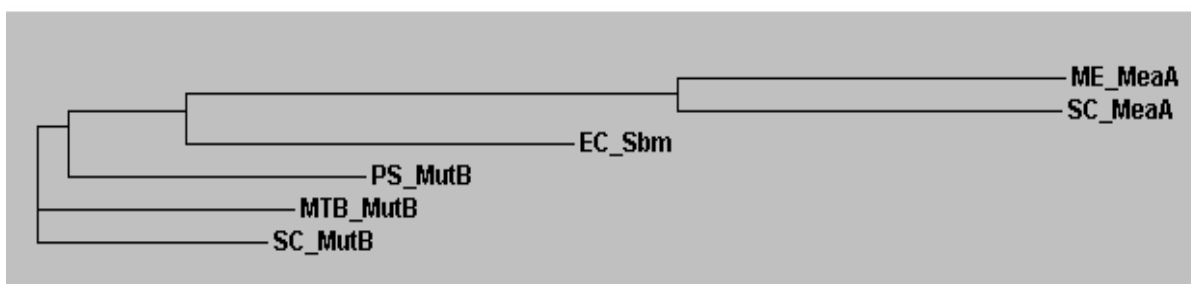 ME_MeaA
SC_MeaA
EC_Sbm
PS_MutB
MTB_MutB
SC_MutB